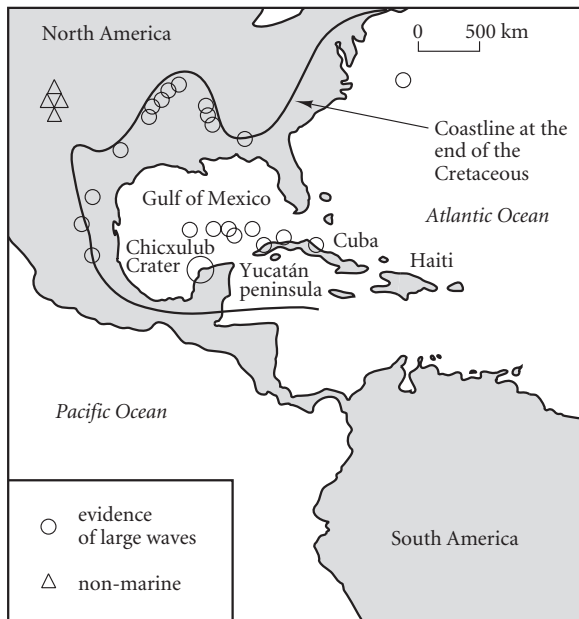 North America
0 500 km
Coastline at the
end of the
Cretaceous
Gulf of Mexico
Atlantic Ocean
Chicxulub
Crater
Cuba
Yucatán
peninsula
Haiti
Pacific Ocean
evidence
of large waves
non-marine
South America